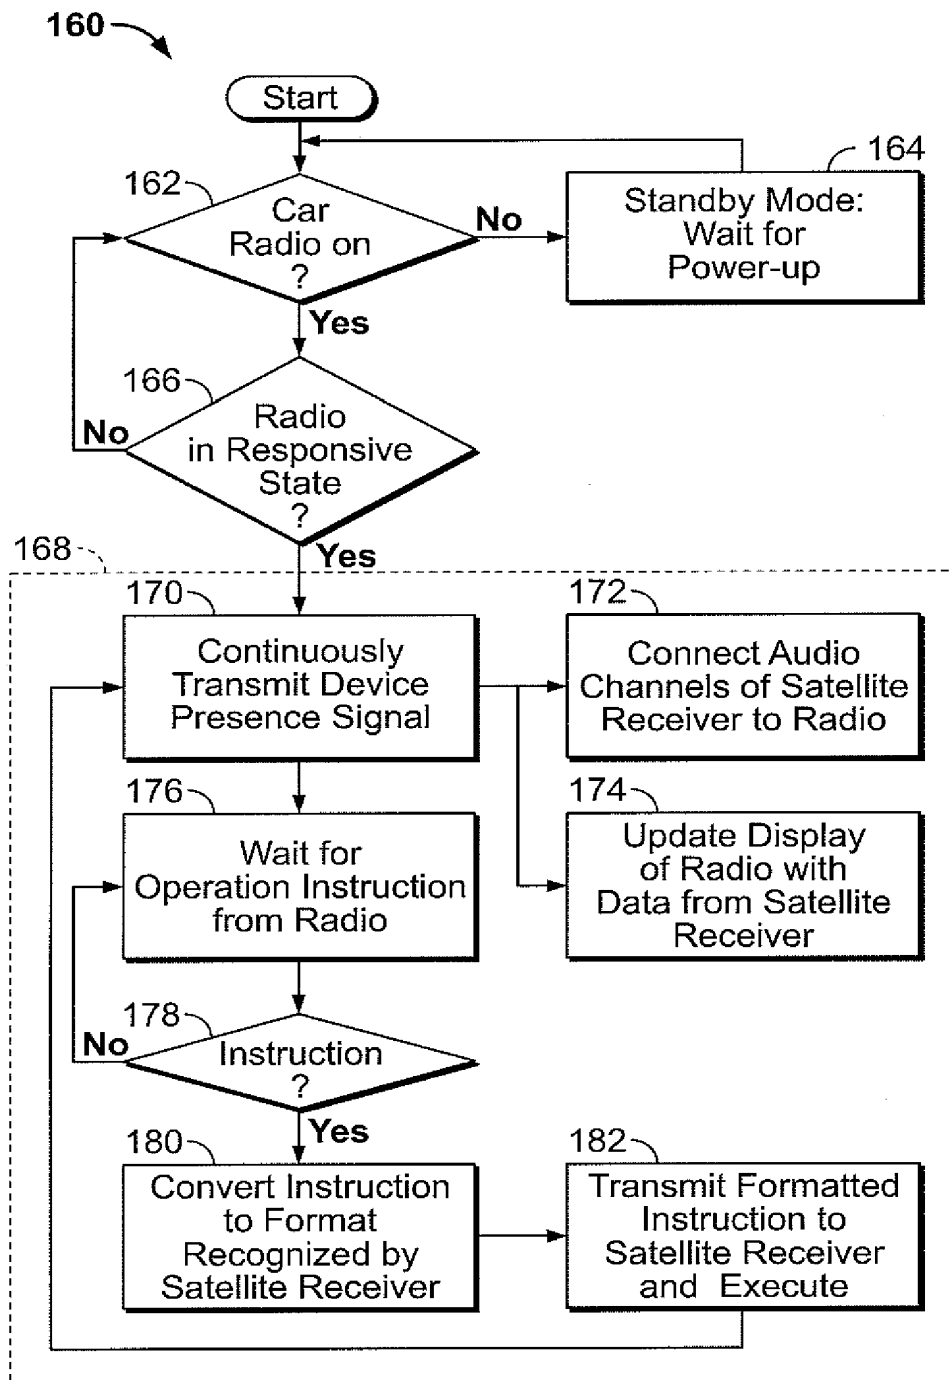 160
Start
162
Car
Radio on
?
No
164
Standby Mode:
Wait for
Power-up
Yes
166
Radio
in Responsive
State
?
No
Yes
168
170
Continuously
Transmit Device
Presence Signal
172
Connect Audio
Channels of Satellite
Receiver to Radio
174
Update Display
of Radio with
Data from Satellite
Receiver
176
Wait for
Operation Instruction
from Radio
178
Instruction
?
No
Yes
180
Convert Instruction
to Format
Recognized by
Satellite Receiver
182
Transmit Formatted
Instruction to
Satellite Receiver
and Execute